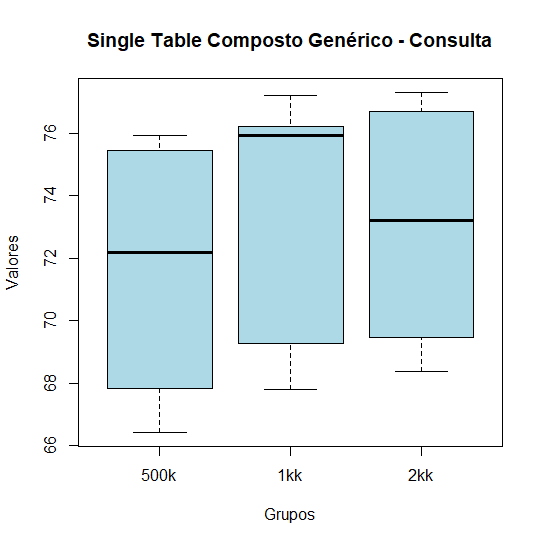 Single Table Composto Genérico - Consulta
Valores
76
74
72
70
68
66
500k
1kk
2kk
Grupos